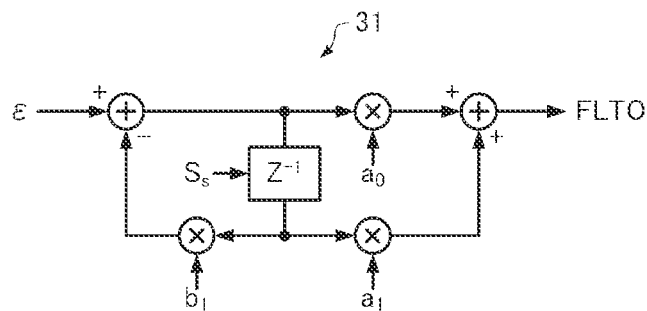 31
ε + + − × + + + FLTO
S_s Z⁻¹ a₀
× ×
b₁ a₁